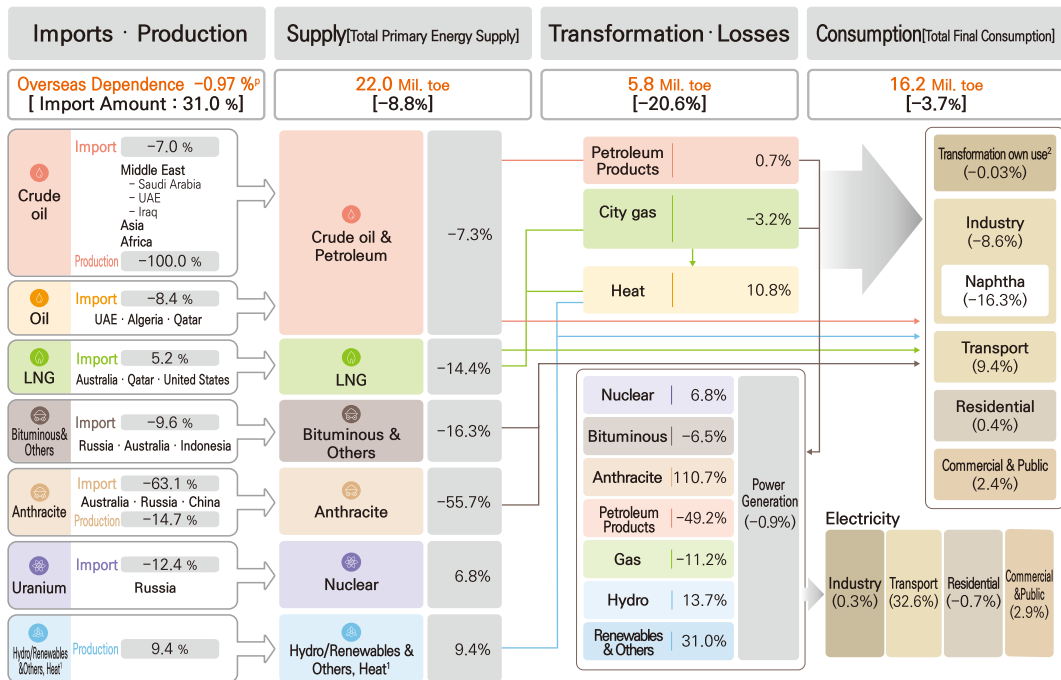 Imports · Production
Supply[Total Primary Energy Supply]
Transformation · Losses
Consumption[Total Final Consumption]
Overseas Dependence -0.97 %ᵖ
[ Import Amount : 31.0 %]
22.0 Mil. toe
[-8.8%]
5.8 Mil. toe
[-20.6%]
16.2 Mil. toe
[-3.7%]
Crude
oil
Import -7.0 %
Middle East
- Saudi Arabia
- UAE
- Iraq
Asia
Africa
Production -100.0 %
Oil
Import -8.4 %
UAE · Algeria · Qatar
LNG
Import 5.2 %
Australia · Qatar · United States
Bituminous&
Others
Import -9.6 %
Russia · Australia · Indonesia
Anthracite
Import -63.1 %
Australia · Russia · China
Production -14.7 %
Uranium
Import -12.4 %
Russia
Hydro/Renewables
&Others, Heat¹
Production 9.4 %
Crude oil &
Petroleum
-7.3%
LNG
-14.4%
Bituminous &
Others
-16.3%
Anthracite
-55.7%
Nuclear
6.8%
Hydro/Renewables &
Others, Heat¹
9.4%
Petroleum
Products
0.7%
City gas
-3.2%
Heat
10.8%
Nuclear 6.8%
Bituminous -6.5%
Anthracite 110.7%
Petroleum
Products
-49.2%
Gas -11.2%
Hydro 13.7%
Renewables
& Others
31.0%
Power
Generation
(-0.9%)
Transformation own use²
(-0.03%)
Industry
(-8.6%)
Naphtha
(-16.3%)
Transport
(9.4%)
Residential
(0.4%)
Commercial & Public
(2.4%)
Electricity
Industry
(0.3%)
Transport
(32.6%)
Residential
(-0.7%)
Commercial
&Public
(2.9%)